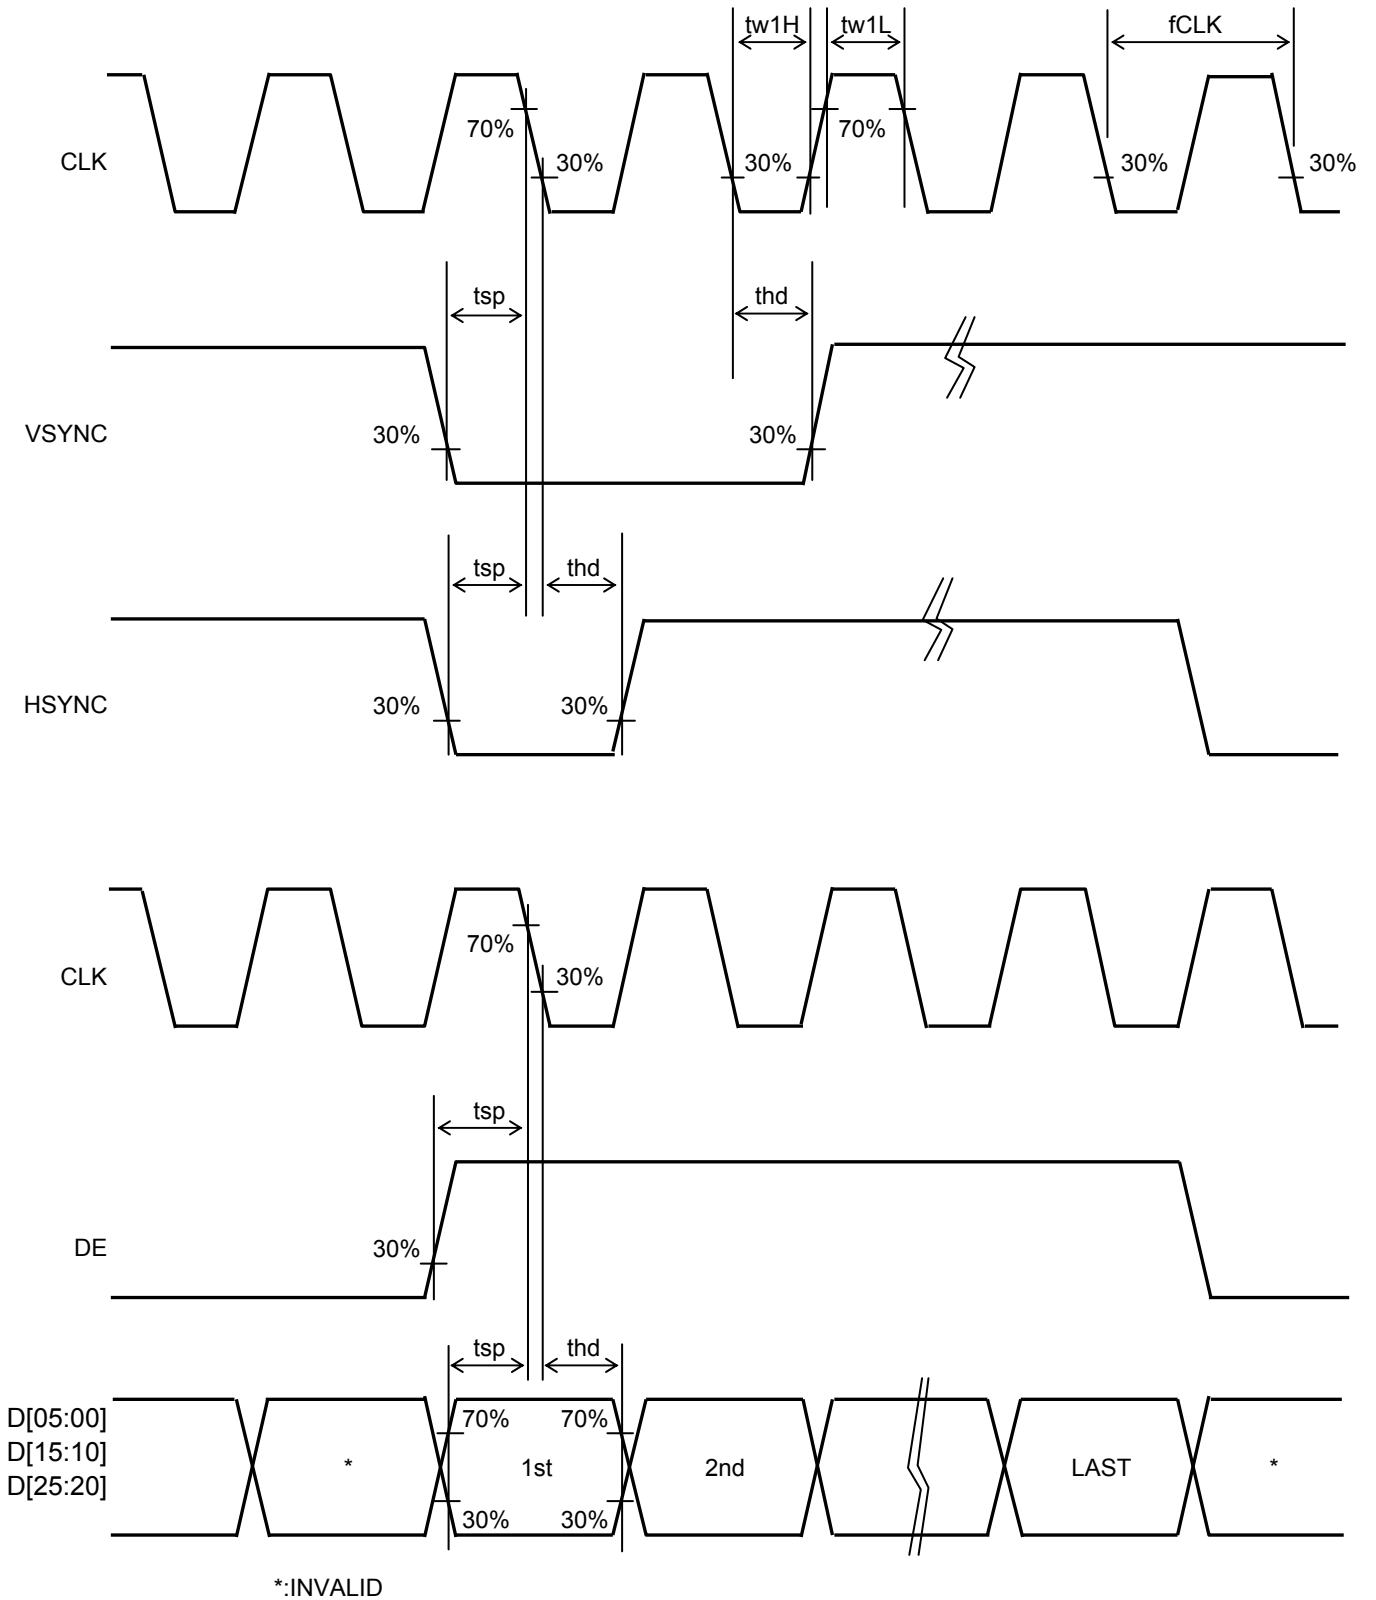 tw1H tw1L fCLK
70% 30% 30% 70% 30% 30%
CLK
tsp thd
VSYNC 30% 30%
tsp thd
HSYNC 30% 30%
70% 30%
CLK
tsp
DE 30%
tsp thd
D[05:00] 70% 70%
D[15:10] * 1st 2nd LAST *
D[25:20]
30% 30%
*:INVALID